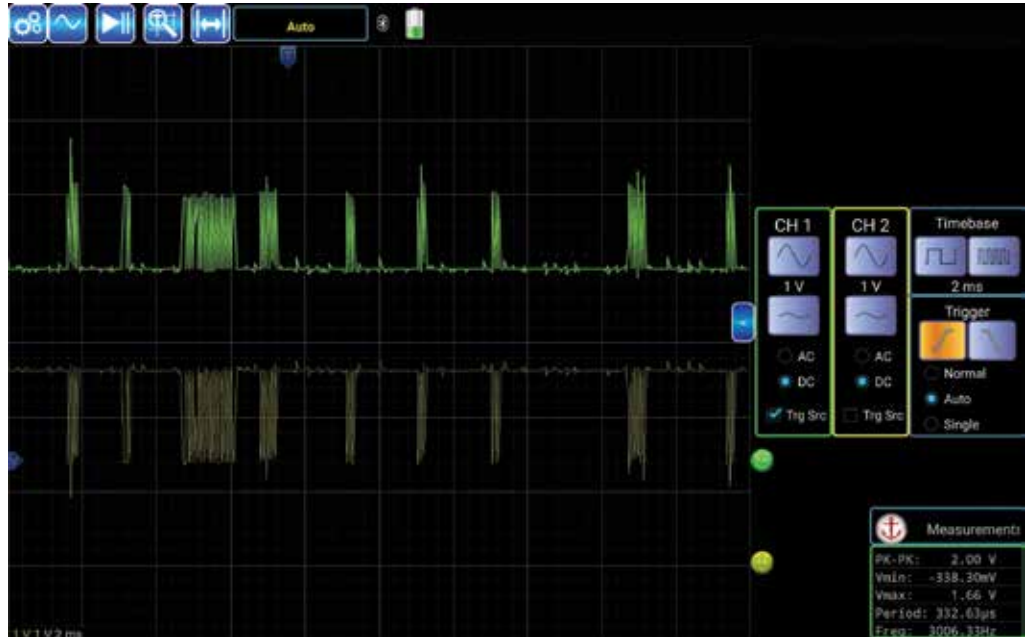 Auto
CH 1
CH 2
Timebase
1 V
1 V
2 ms
Trigger
AC
AC
Normal
DC
DC
Auto
Trg Src
Trg Src
Single
Measurements
PK-PK: 2.00 V
Vmin: -338.30mV
Vmax: 1.66 V
Period: 332.63µs
Freq: 3006.33Hz
1 V 1 V 2 ms